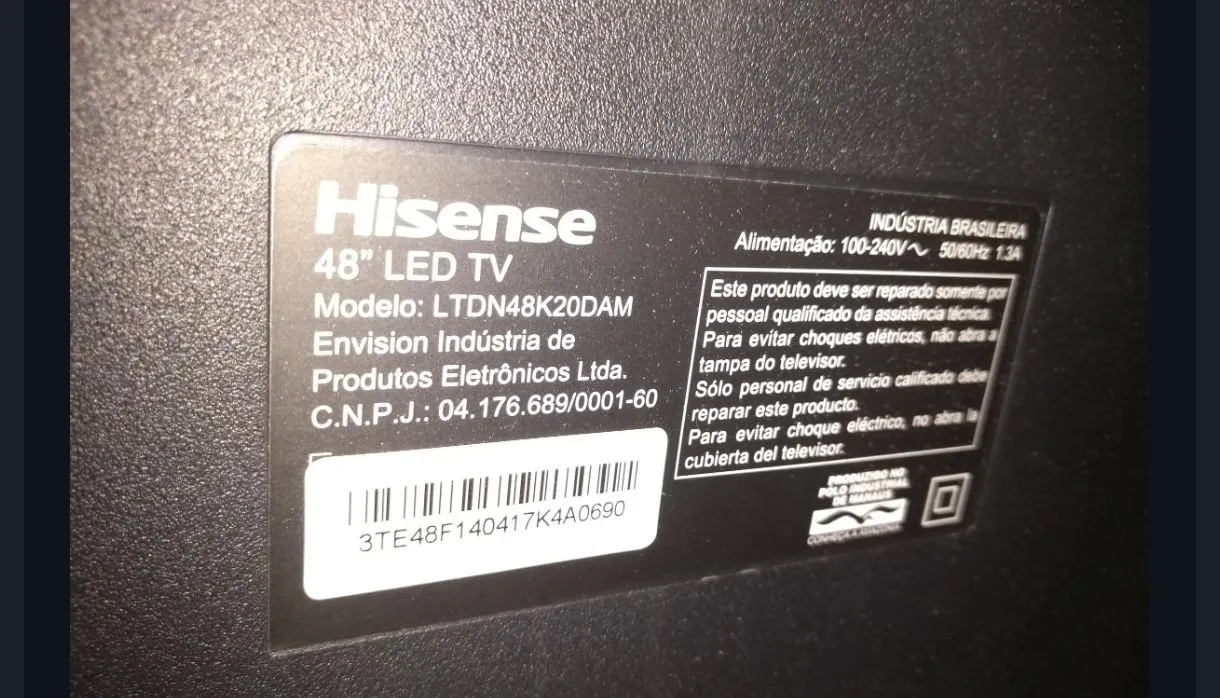 Hisense
48" LED TV
Modelo: LTDN48K20DAM
Envision Indústria de
Produtos Eletrônicos Ltda.
C.N.P.J.: 04.176.689/0001-60
3TE48F140417K4A0690
INDÚSTRIA BRASILEIRA
Alimentação: 100-240V~ 50/60Hz 1.3A
Este produto deve ser reparado somente por
pessoal qualificado da assistência técnica.
Para evitar choques elétricos, não abra a
tampa do televisor.
Sólo personal de servicio calificado debe
reparar este producto.
Para evitar choque eléctrico, no abra la
cubierta del televisor.
PRODUZIDO NO
PÓLO INDUSTRIAL
DE MANAUS
CONHEÇA A AMAZÔNIA